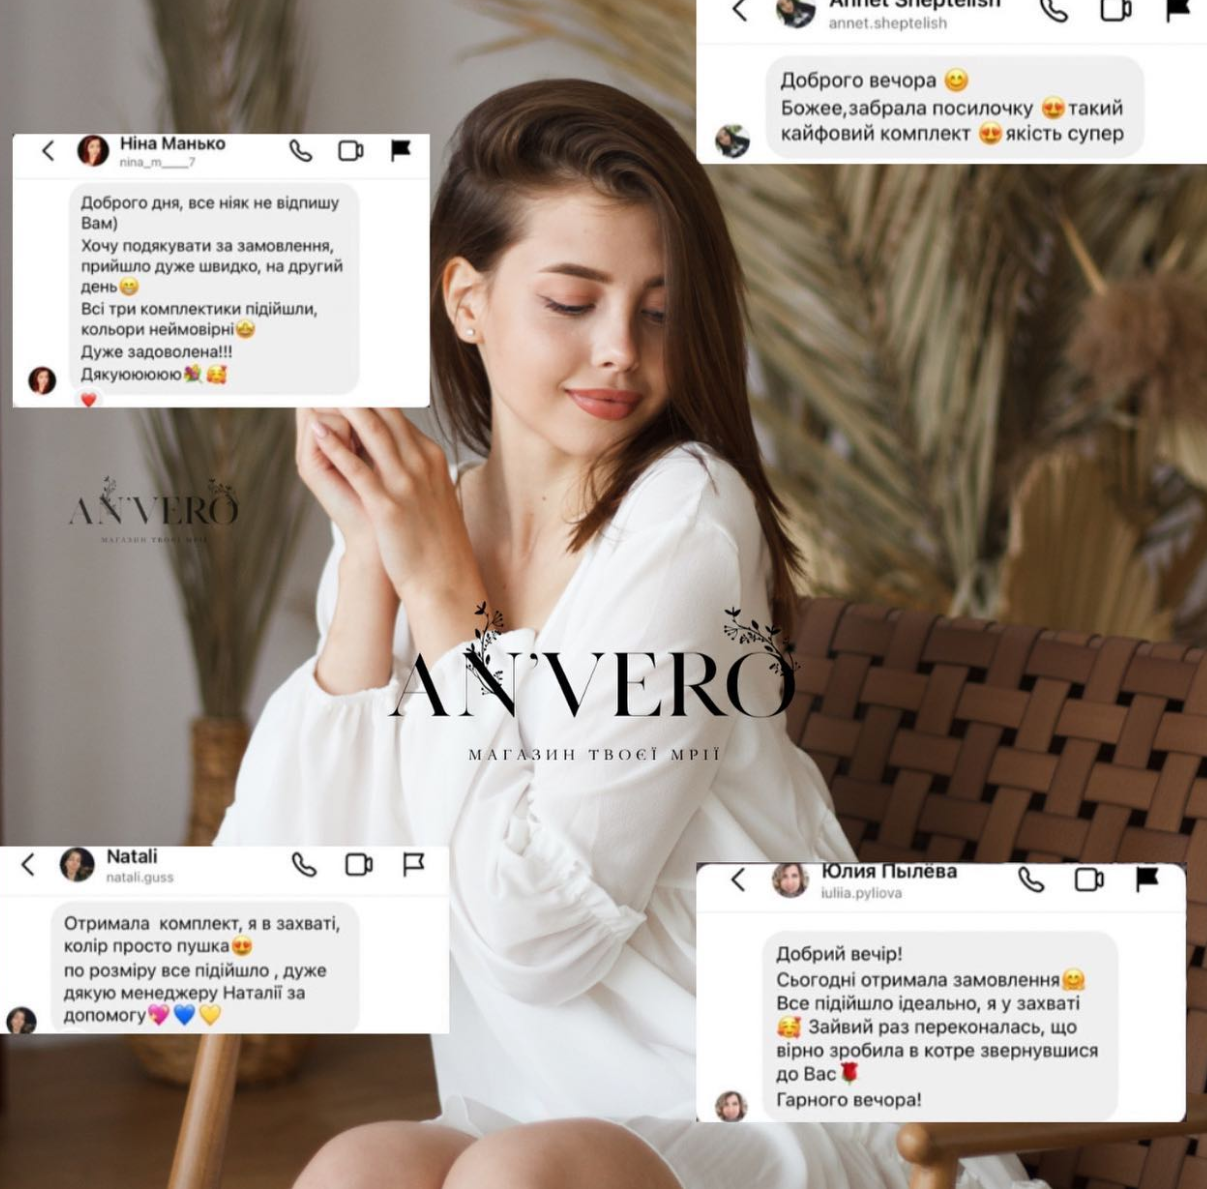 Annet Sheptelish
annet.sheptelish
Доброго вечора 😊
Божее,забрала посилочку 😍такий
кайфовий комплект 😍якість супер
Ніна Манько
nina_m____7
Доброго дня, все ніяк не відпишу
Вам)
Хочу подякувати за замовлення,
прийшло дуже швидко, на другий
день😁
Всі три комплектики підійшли,
кольори неймовірні🤩
Дуже задоволена!!!
Дякуюююю💐🥰
AN'VERO
МАГАЗИН ТВОЄЇ МРІЇ
AN'VERO
МАГАЗИН ТВОЄЇ МРІЇ
Natali
natali.guss
Отримала  комплект, я в захваті,
колір просто пушка😍
по розміру все підійшло , дуже
дякую менеджеру Наталії за
допомогу💖💙💛
Юлия Пылёва
iuliia.pyliova
Добрий вечір!
Сьогодні отримала замовлення🤗
Все підійшло ідеально, я у захваті
🥰 Зайвий раз переконалась, що
вірно зробила в котре звернувшися
до Вас🌹
Гарного вечора!